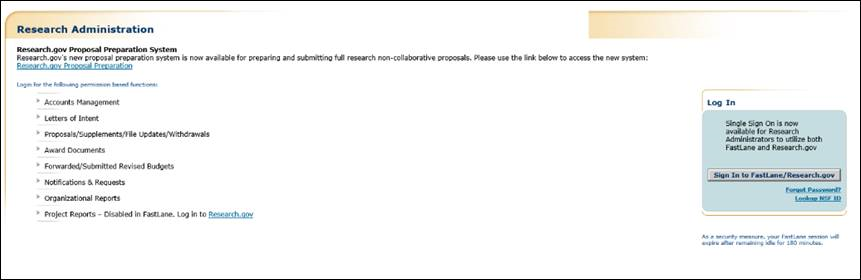 Research Administration
Research.gov Proposal Preparation System
Research.gov's new proposal preparation system is now available for preparing and submitting full research non-collaborative proposals. Please use the link below to access the new system:
Research.gov Proposal Preparation
Login for the following permission based functions:
Accounts Management
Letters of Intent
Proposals/Supplements/File Updates/Withdrawals
Award Documents
Forwarded/Submitted Revised Budgets
Notifications & Requests
Organizational Reports
Project Reports – Disabled in FastLane. Log in to Research.gov
Log In
Single Sign On is now
available for Research
Administrators to utilize both
FastLane and Research.gov
Sign In to FastLane/Research.gov
Forgot Password?
Lookup NSF ID
As a security measure, your FastLane session will
expire after remaining idle for 180 minutes.